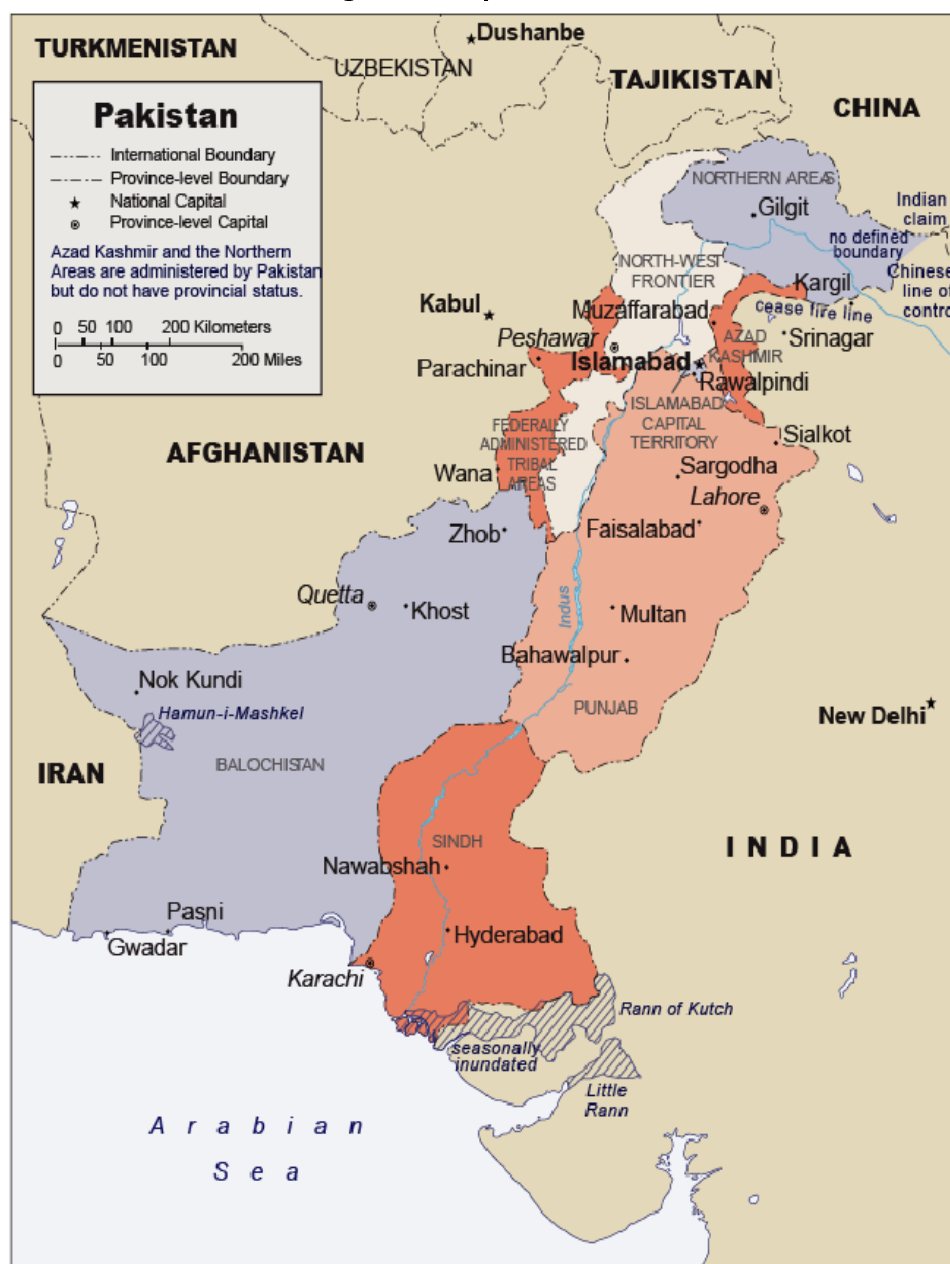 TURKMENISTAN
Dushanbe
UZBEKISTAN
TAJIKISTAN
CHINA
Pakistan
International Boundary
Province-level Boundary
National Capital
Province-level Capital
Azad Kashmir and the Northern
Areas are administered by Pakistan
but do not have provincial status.
0 50 100 200 Kilometers
0 50 100 200 Miles
NORTHERN AREAS
Gilgit
Indian
claim
no defined
boundary
NORTH-WEST
FRONTIER
Kargil
Chinese
line of
contro
Kabul
Muzaffarabad
cease fire line
Peshawar
AZAD
KASHMIR
Srinagar
Parachinar
Islamabad
Rawalpindi
ISLAMABAD
CAPITAL
TERRITORY
FEDERALLY
ADMINISTERED
TRIBAL
AREAS
AFGHANISTAN
Sialkot
Wana
Sargodha
Lahore
Zhob
Faisalabad
Quetta
Khost
Indus
Multan
Bahawalpur
Nok Kundi
Hamun-i-Mashkel
PUNJAB
New Delhi
IRAN
IBALOCHISTAN
SINDH
INDIA
Nawabshah
Pasni
Gwadar
Hyderabad
Karachi
Rann of Kutch
seasonally
inundated
Little
Rann
Arabian
Sea